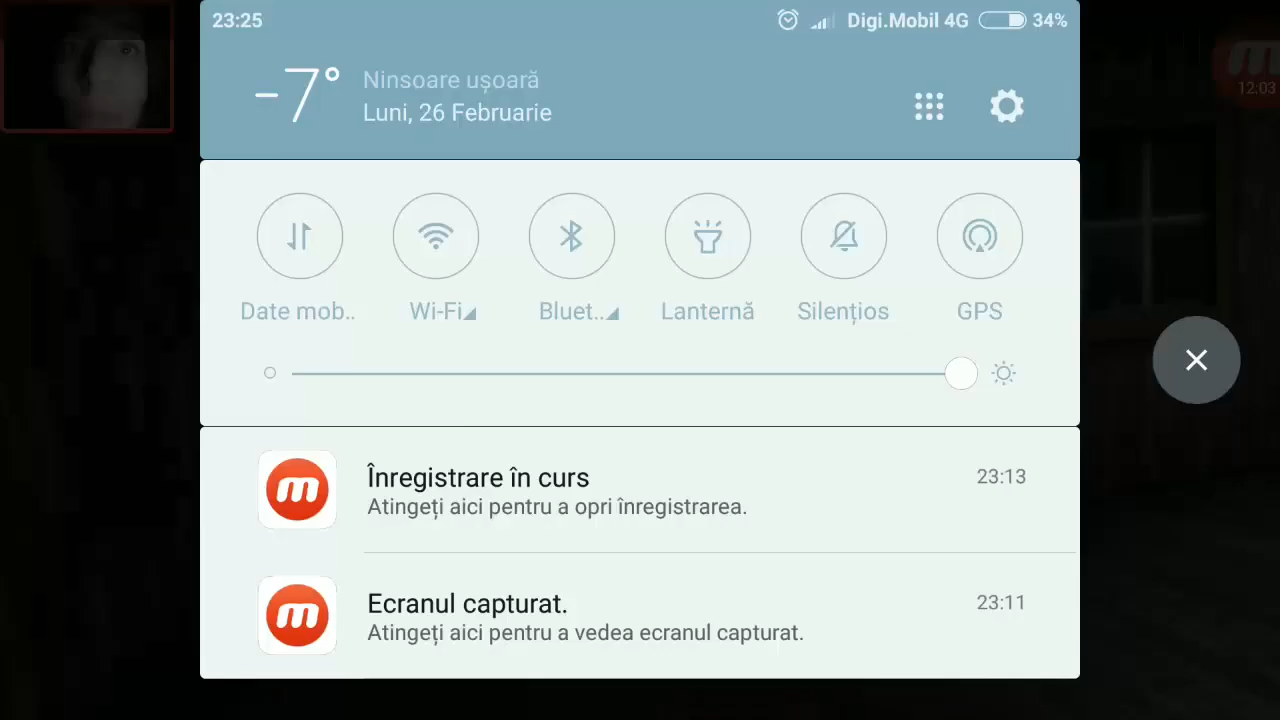 23:25
Digi.Mobil 4G 34%
-7°
Ninsoare ușoară
Luni, 26 Februarie
12:03
Date mob..
Wi-Fi
Bluet..
Lanternă
Silențios
GPS
Înregistrare în curs
23:13
Atingeți aici pentru a opri înregistrarea.
Ecranul capturat.
23:11
Atingeți aici pentru a vedea ecranul capturat.